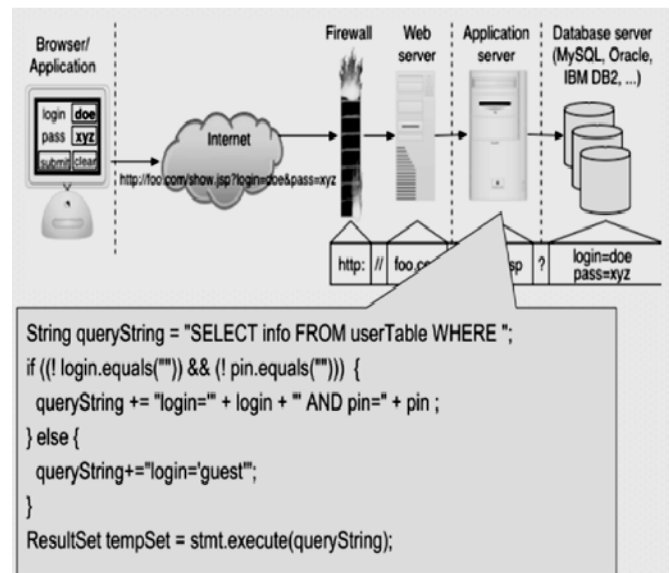 Browser/
Application
Firewall
Web
server
Application
server
Database server
(MySQL, Oracle,
IBM DB2, ...)
login doe
pass xyz
submit clear
Internet
http://foo.com/show.jsp?login=doe&pass=xyz
http: // foo.co sp ? login=doe
pass=xyz
String queryString = "SELECT info FROM userTable WHERE ";
if ((! login.equals("")) && (! pin.equals(""))) {
queryString += "login='" + login + "' AND pin=" + pin ;
} else {
queryString+="login='guest'";
}
ResultSet tempSet = stmt.execute(queryString);